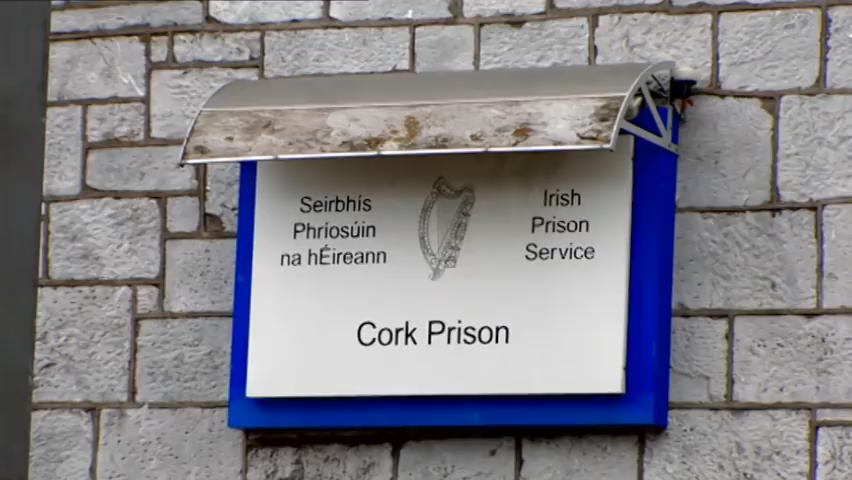 Seirbhís
Phríosúin
na hÉireann
Irish
Prison
Service
Cork Prison